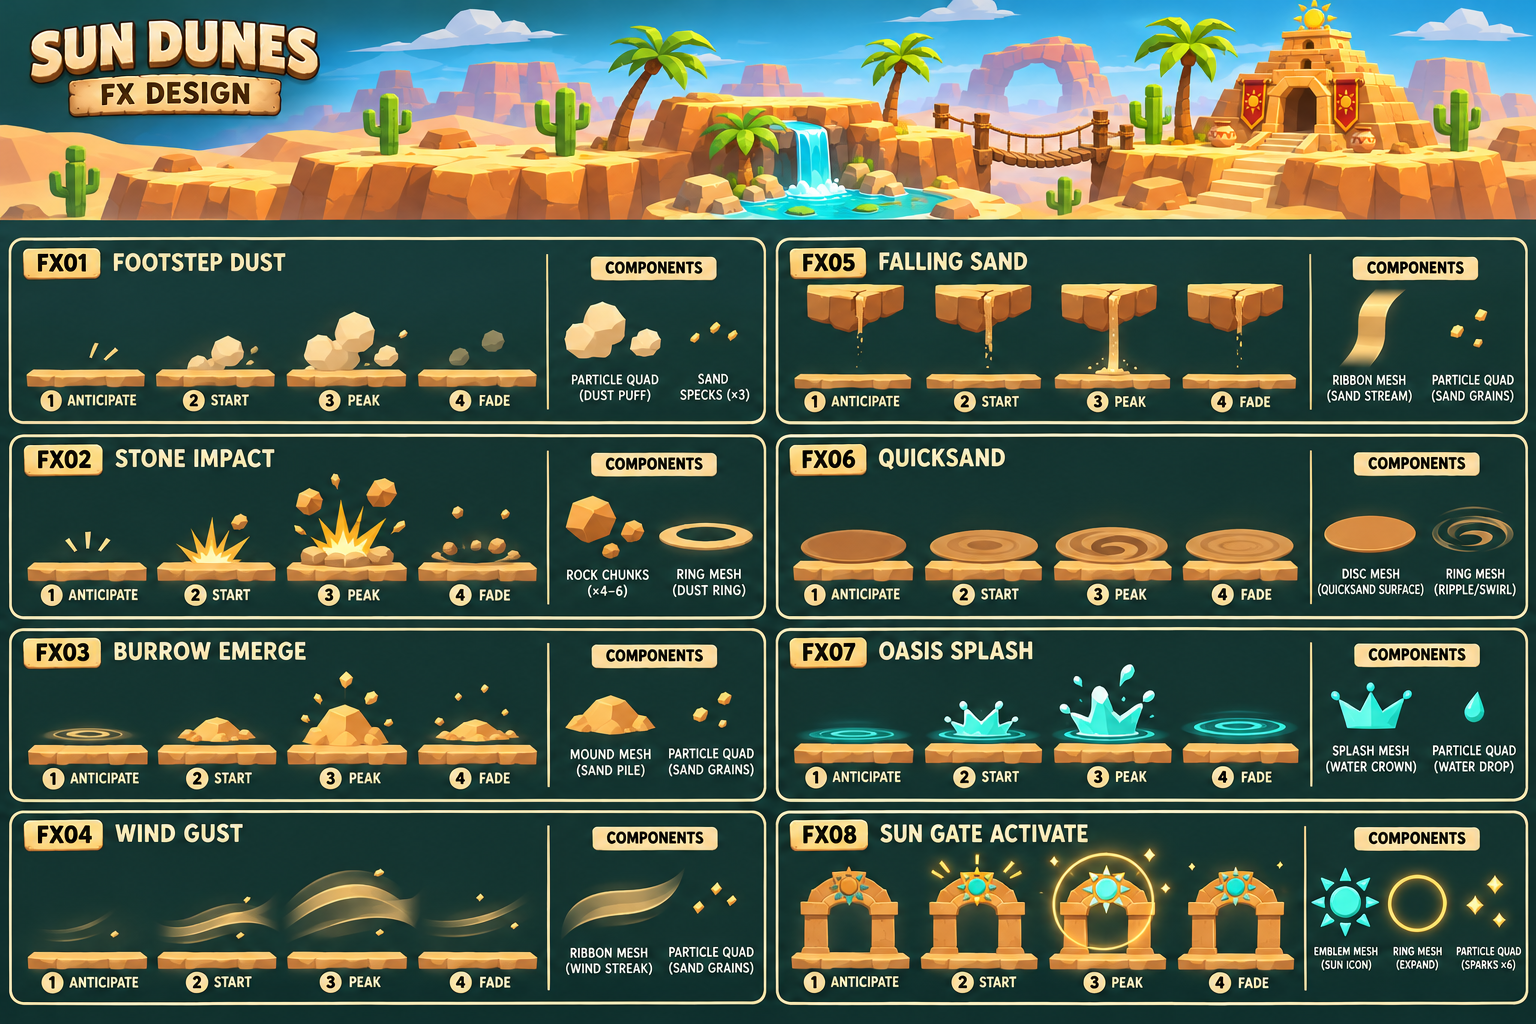 SUN DUNES
FX DESIGN
FX01 FOOTSTEP DUST
COMPONENTS
PARTICLE QUAD
(DUST PUFF)
SAND
SPECKS (×3)
1 ANTICIPATE
2 START
3 PEAK
4 FADE
FX05 FALLING SAND
COMPONENTS
RIBBON MESH
(SAND STREAM)
PARTICLE QUAD
(SAND GRAINS)
1 ANTICIPATE
2 START
3 PEAK
4 FADE
FX02 STONE IMPACT
COMPONENTS
ROCK CHUNKS
(×4–6)
RING MESH
(DUST RING)
1 ANTICIPATE
2 START
3 PEAK
4 FADE
FX06 QUICKSAND
COMPONENTS
DISC MESH
(QUICKSAND SURFACE)
RING MESH
(RIPPLE/SWIRL)
1 ANTICIPATE
2 START
3 PEAK
4 FADE
FX03 BURROW EMERGE
COMPONENTS
MOUND MESH
(SAND PILE)
PARTICLE QUAD
(SAND GRAINS)
1 ANTICIPATE
2 START
3 PEAK
4 FADE
FX07 OASIS SPLASH
COMPONENTS
SPLASH MESH
(WATER CROWN)
PARTICLE QUAD
(WATER DROP)
1 ANTICIPATE
2 START
3 PEAK
4 FADE
FX04 WIND GUST
COMPONENTS
RIBBON MESH
(WIND STREAK)
PARTICLE QUAD
(SAND GRAINS)
1 ANTICIPATE
2 START
3 PEAK
4 FADE
FX08 SUN GATE ACTIVATE
COMPONENTS
EMBLEM MESH
(SUN ICON)
RING MESH
(EXPAND)
PARTICLE QUAD
(SPARKS ×6)
1 ANTICIPATE
2 START
3 PEAK
4 FADE